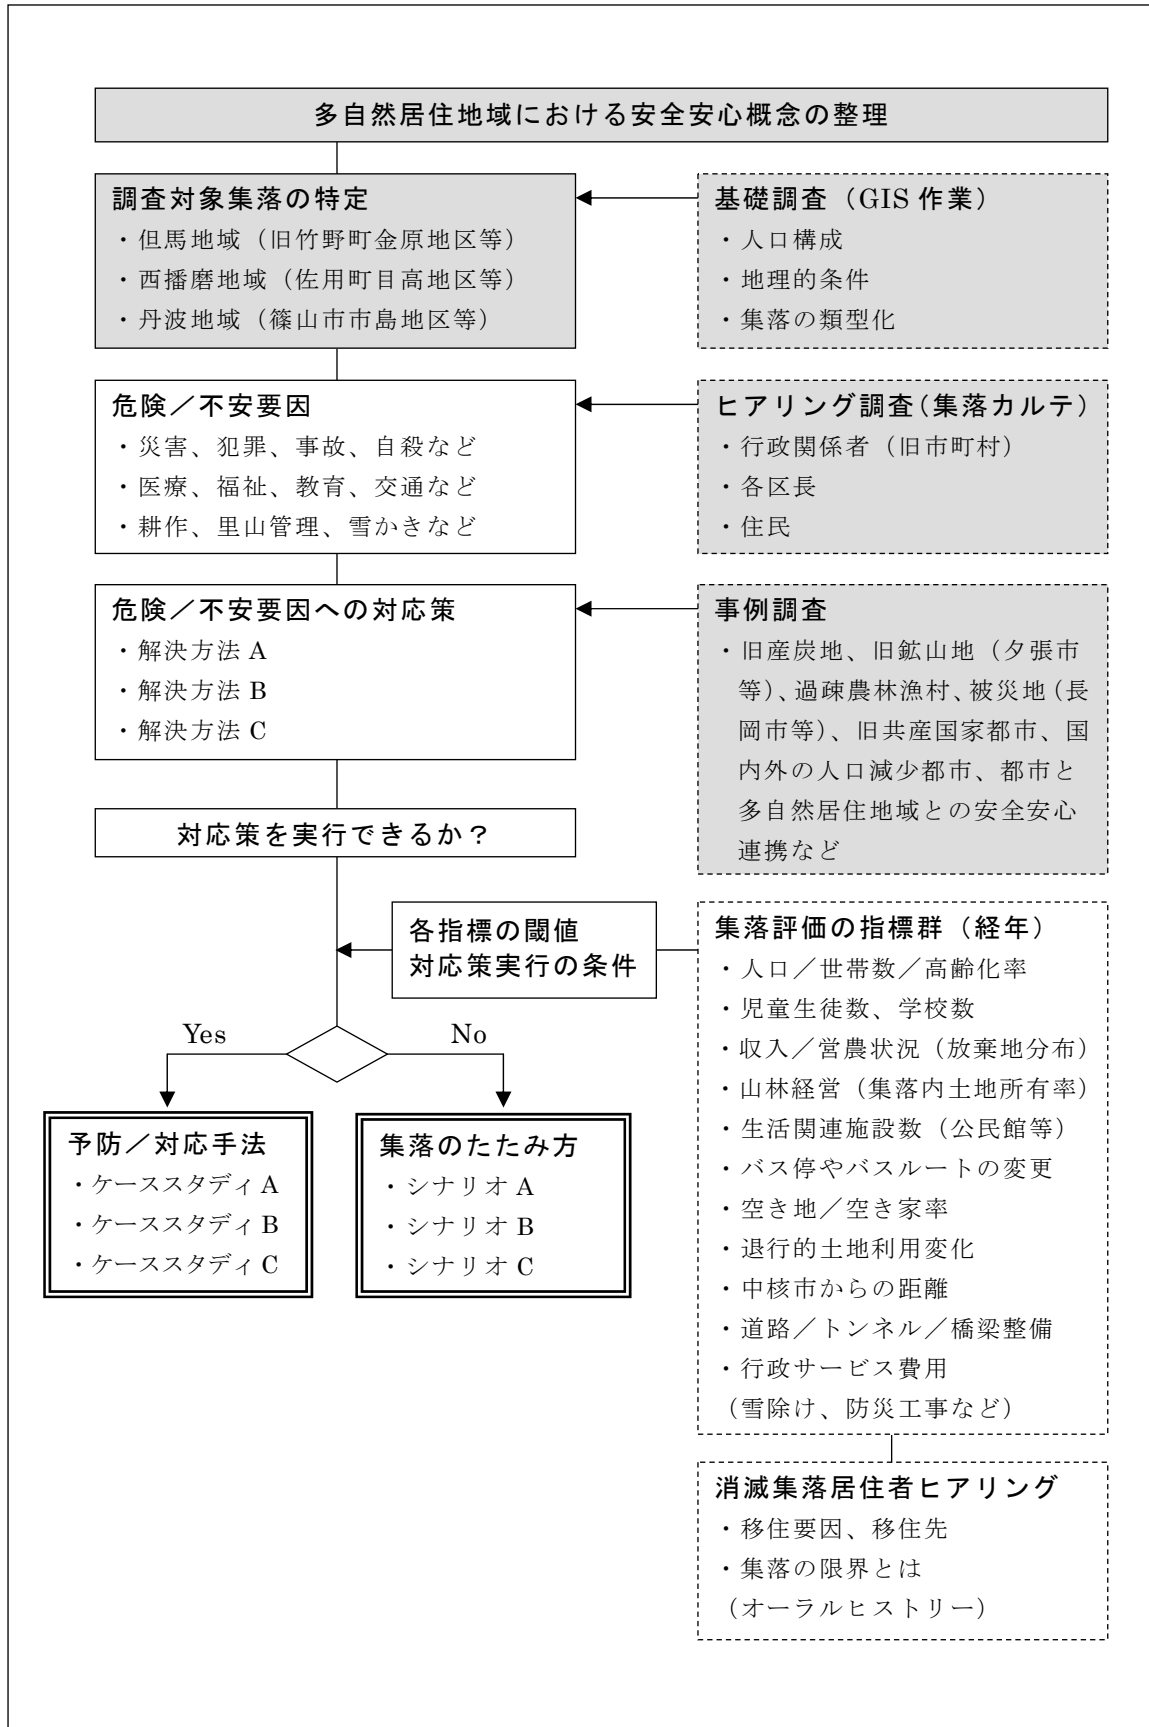 多自然居住地域における安全安心概念の整理
調査対象集落の特定
・但馬地域（旧竹野町金原地区等）
・西播磨地域（佐用町目高地区等）
・丹波地域（篠山市市島地区等）
基礎調査（GIS 作業）
・人口構成
・地理的条件
・集落の類型化
危険／不安要因
・災害、犯罪、事故、自殺など
・医療、福祉、教育、交通など
・耕作、里山管理、雪かきなど
ヒアリング調査（集落カルテ）
・行政関係者（旧市町村）
・各区長
・住民
危険／不安要因への対応策
・解決方法 A
・解決方法 B
・解決方法 C
事例調査
・旧産炭地、旧鉱山地（夕張市
等）、過疎農林漁村、被災地（長
岡市等）、旧共産国家都市、国
内外の人口減少都市、都市と
多自然居住地域との安全安心
連携など
対応策を実行できるか？
各指標の閾値
対応策実行の条件
集落評価の指標群（経年）
・人口／世帯数／高齢化率
・児童生徒数、学校数
・収入／営農状況（放棄地分布）
・山林経営（集落内土地所有率）
・生活関連施設数（公民館等）
・バス停やバスルートの変更
・空き地／空き家率
・退行的土地利用変化
・中核市からの距離
・道路／トンネル／橋梁整備
・行政サービス費用
（雪除け、防災工事など）
Yes
No
予防／対応手法
・ケーススタディ A
・ケーススタディ B
・ケーススタディ C
集落のたたみ方
・シナリオ A
・シナリオ B
・シナリオ C
消滅集落居住者ヒアリング
・移住要因、移住先
・集落の限界とは
（オーラルヒストリー）